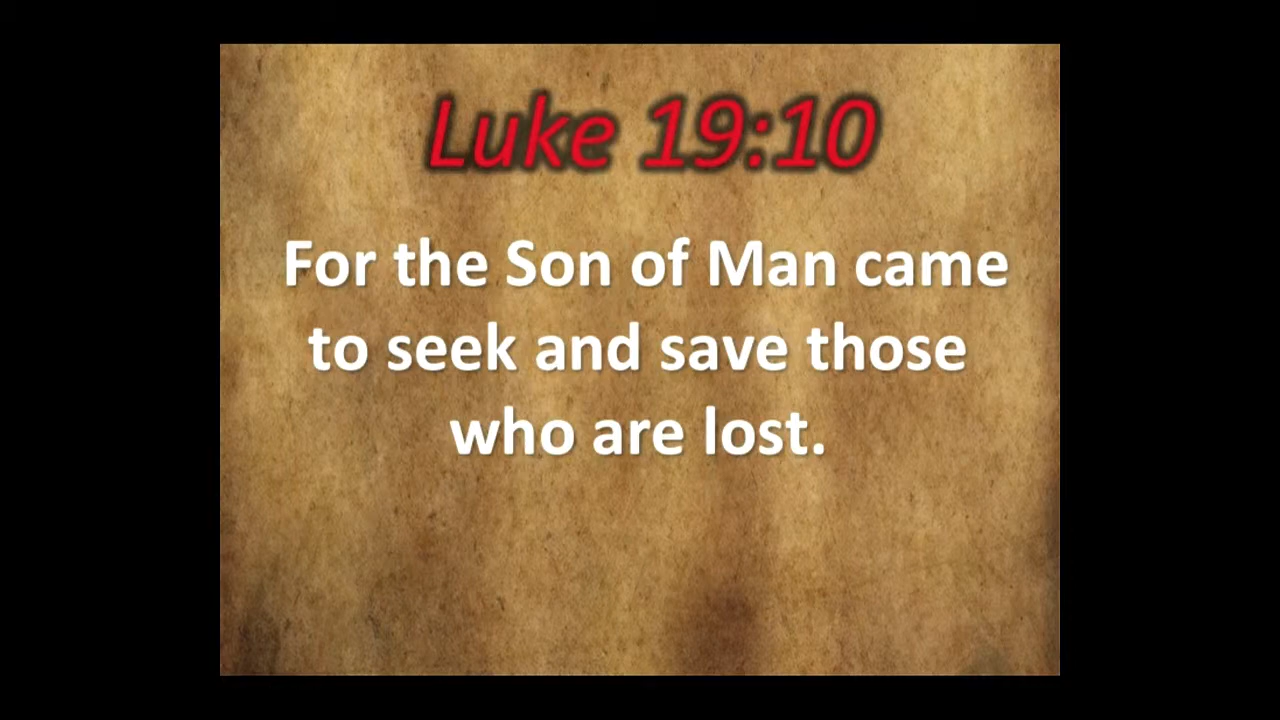 Luke 19:10
For the Son of Man came
to seek and save those
who are lost.